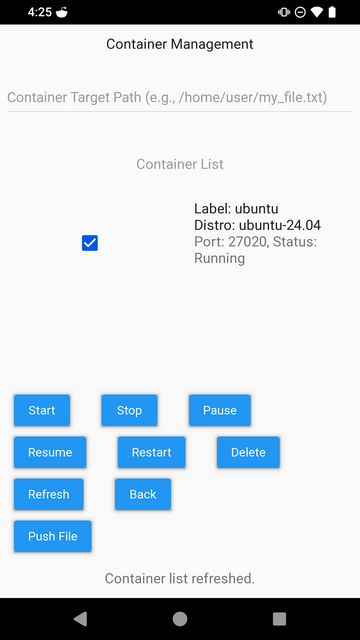 4:25
Container Management
Container Target Path (e.g., /home/user/my_file.txt)
Container List
Label: ubuntu
Distro: ubuntu-24.04
Port: 27020, Status:
Running
Start Stop Pause
Resume Restart Delete
Refresh Back
Push File
Container list refreshed.